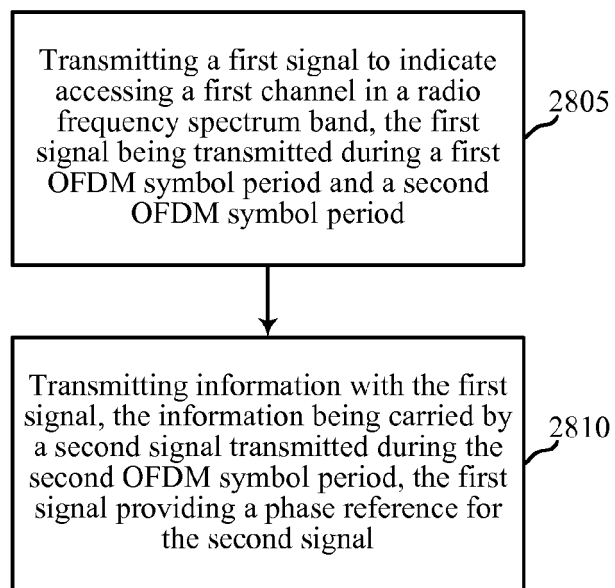 Transmitting a first signal to indicate
accessing a first channel in a radio
frequency spectrum band, the first
signal being transmitted during a first
OFDM symbol period and a second
OFDM symbol period
2805
Transmitting information with the first
signal, the information being carried by
a second signal transmitted during the
second OFDM symbol period, the first
signal providing a phase reference for
the second signal
2810